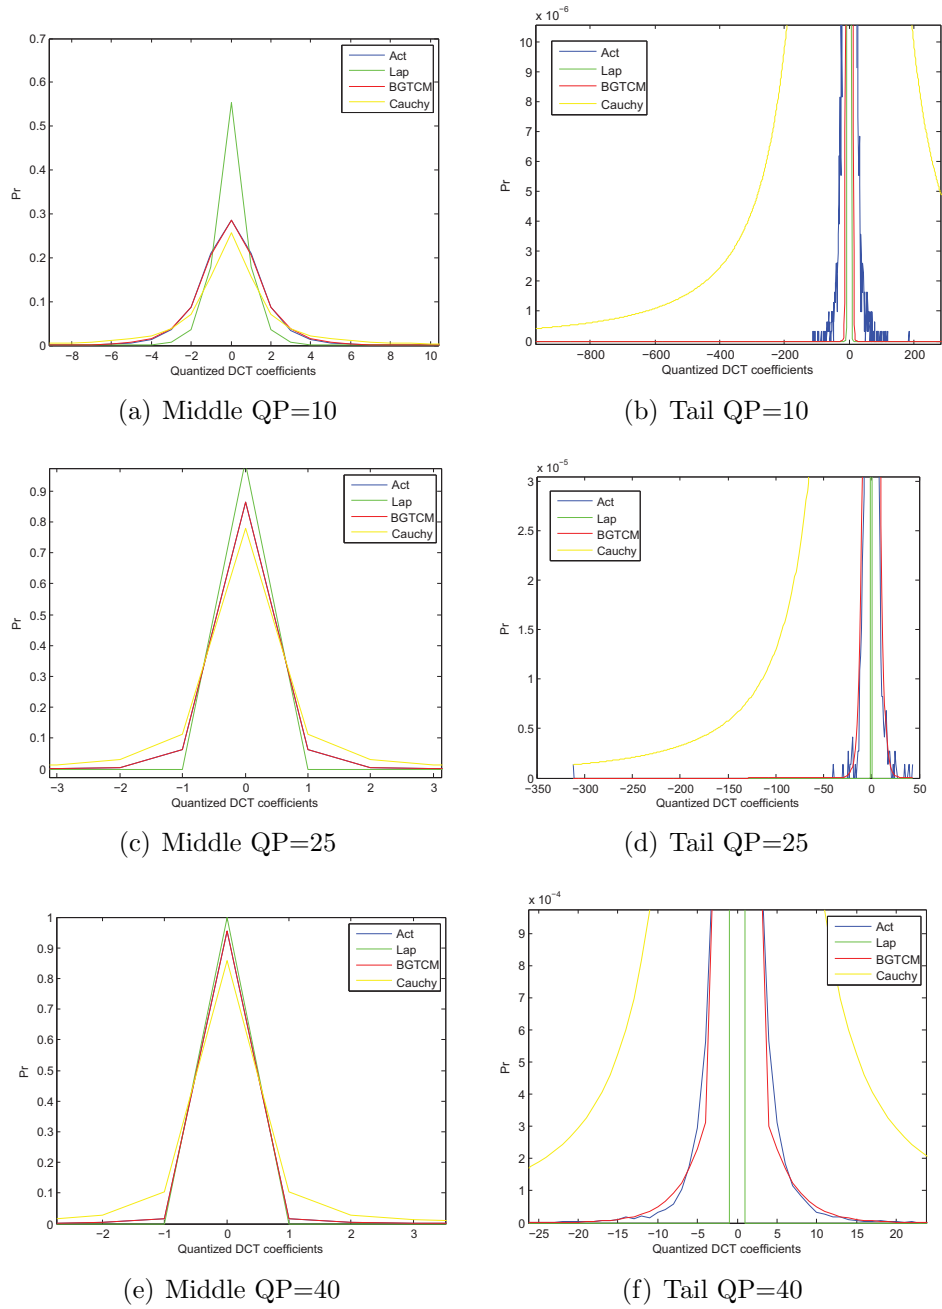 0.7
0.6
0.5
0.4
0.3
0.2
0.1
0
Pr
−8 −6 −4 −2 0 2 4 6 8 10
Quantized DCT coefficients
Act
Lap
BGTCM
Cauchy
(a) Middle QP=10
x 10−6
10
9
8
7
6
5
4
3
2
1
0
Pr
−800 −600 −400 −200 0 200
Quantized DCT coefficients
Act
Lap
BGTCM
Cauchy
(b) Tail QP=10
0.9
0.8
0.7
0.6
0.5
0.4
0.3
0.2
0.1
0
Pr
−3 −2 −1 0 1 2 3
Quantized DCT coefficients
Act
Lap
BGTCM
Cauchy
(c) Middle QP=25
x 10−5
3
2.5
2
1.5
1
0.5
0
Pr
−350 −300 −250 −200 −150 −100 −50 0 50
Quantized DCT coefficients
Act
Lap
BGTCM
Cauchy
(d) Tail QP=25
1
0.9
0.8
0.7
0.6
0.5
0.4
0.3
0.2
0.1
0
Pr
−2 −1 0 1 2 3
Quantized DCT coefficients
Act
Lap
BGTCM
Cauchy
(e) Middle QP=40
x 10−4
9
8
7
6
5
4
3
2
1
0
Pr
−25 −20 −15 −10 −5 0 5 10 15 20
Quantized DCT coefficients
Act
Lap
BGTCM
Cauchy
(f) Tail QP=40